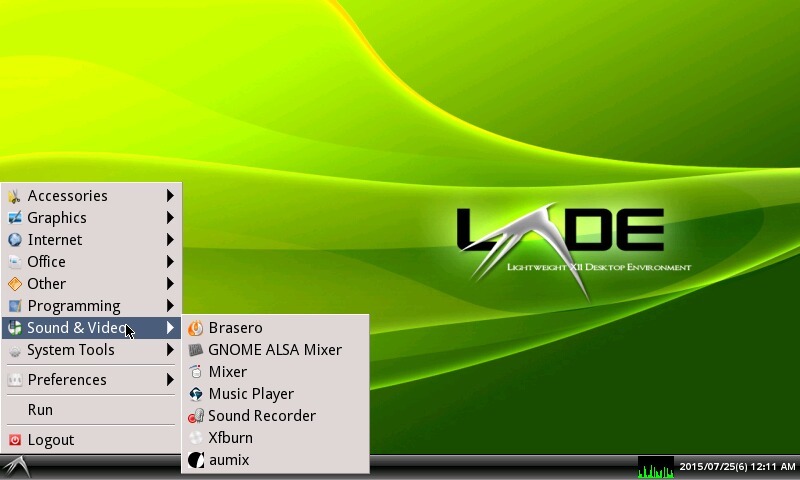 LXDE
Lightweight X11 Desktop Environment
Accessories
Graphics
Internet
Office
Other
Programming
Sound & Video
System Tools
Preferences
Run
Logout
Brasero
GNOME ALSA Mixer
Mixer
Music Player
Sound Recorder
Xfburn
aumix
2015/07/25(6) 12:11 AM